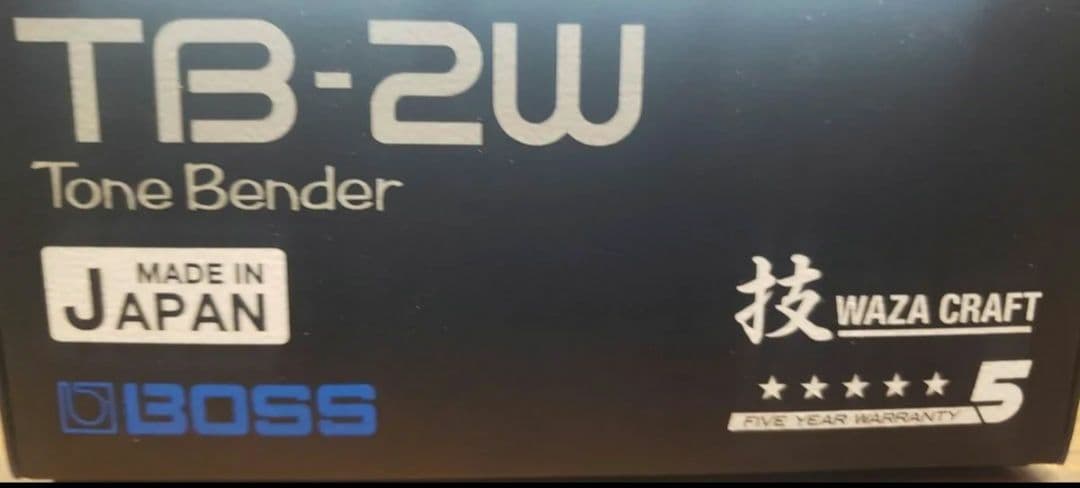 TB-2W
Tone Bender
MADE IN
JAPAN
技 WAZA CRAFT
BOSS
★★★★★ 5
FIVE YEAR WARRANTY